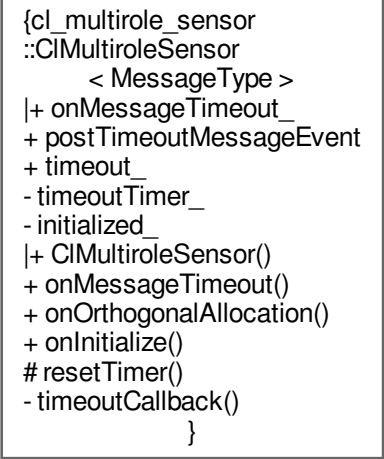 {cl_multirole_sensor
::ClMultiroleSensor
< MessageType >
|+ onMessageTimeout_
+ postTimeoutMessageEvent
+ timeout_
- timeoutTimer_
- initialized_
|+ ClMultiroleSensor()
+ onMessageTimeout()
+ onOrthogonalAllocation()
+ onInitialize()
# resetTimer()
- timeoutCallback()
}